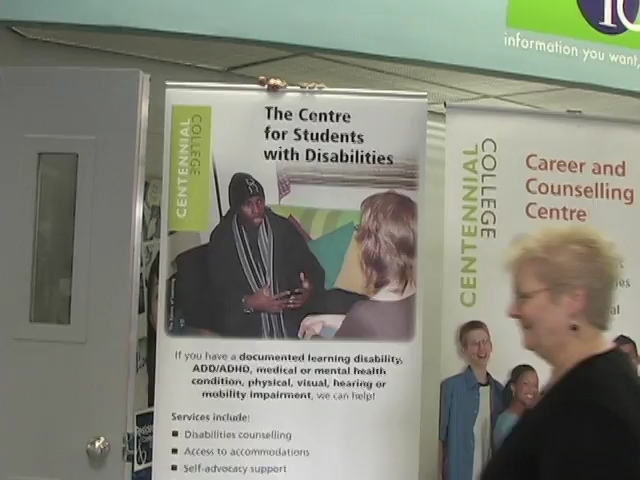 10
information you want,
The Centre
for Students
with Disabilities
CENTENNIAL
COLLEGE
If you have a documented learning disability,
ADD/ADHD, medical or mental health
condition, physical, visual, hearing or
mobility impairment, we can help!
Services include:
Disabilities counselling
Access to accommodations
Self-advocacy support
CENTENNIAL
COLLEGE
Career and
Counselling
Centre